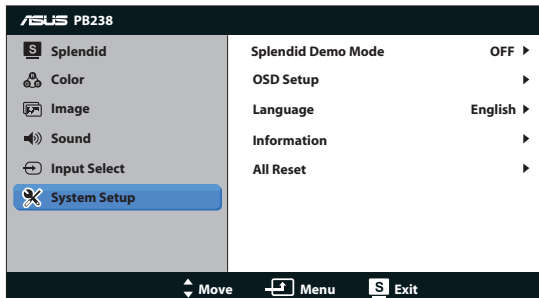 ASUS PB238
S Splendid
Color
Image
Sound
Input Select
System Setup
Splendid Demo Mode OFF
OSD Setup
Language English
Information
All Reset
Move Menu S Exit